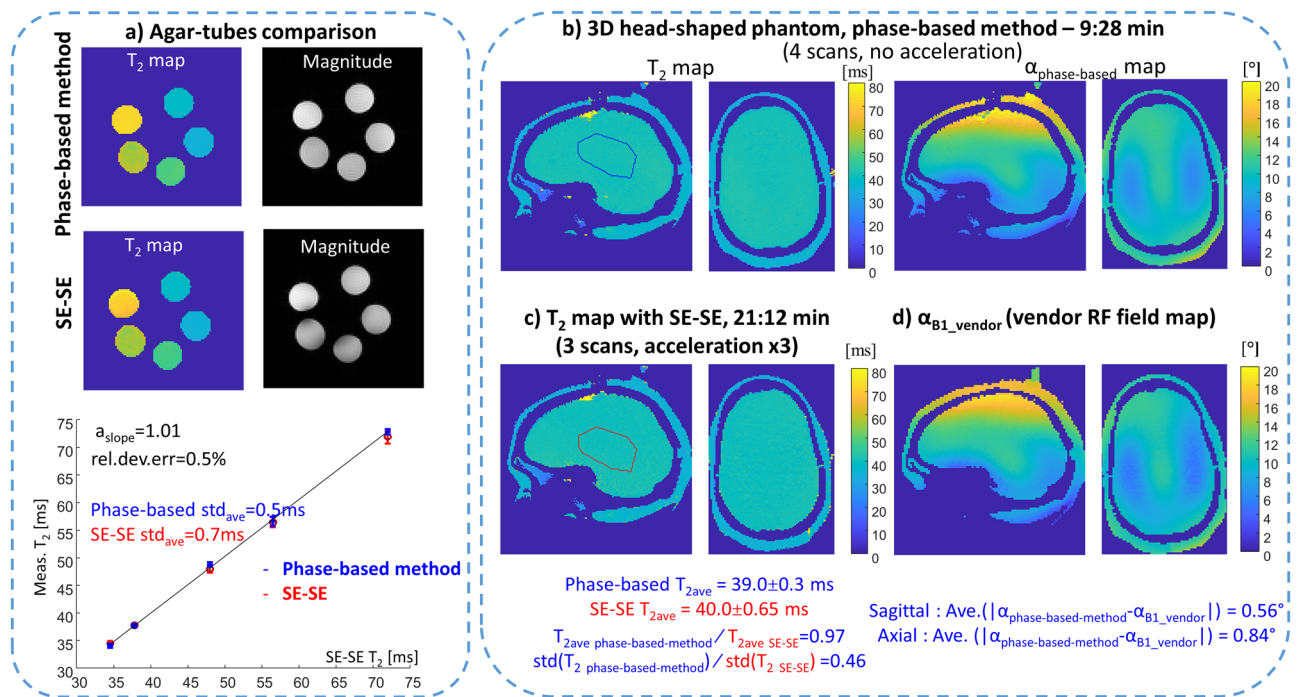 a) Agar-tubes comparison
Phase-based method
T2 map
Magnitude
SE-SE
T2 map
Magnitude
75
70
65
60
55
50
45
40
35
30
Meas. T2 [ms]
aslope=1.01
rel.dev.err=0.5%
Phase-based stdave=0.5ms
SE-SE stdave=0.7ms
- Phase-based method
- SE-SE
SE-SE T2 [ms]
30 35 40 45 50 55 60 65 70 75
b) 3D head-shaped phantom, phase-based method – 9:28 min
(4 scans, no acceleration)
T2 map
[ms]
80
70
60
50
40
30
20
10
0
αphase-based map
[°]
20
18
16
14
12
10
8
6
4
2
0
c) T2 map with SE-SE, 21:12 min
(3 scans, acceleration x3)
[ms]
80
70
60
50
40
30
20
10
0
d) αB1_vendor (vendor RF field map)
[°]
20
18
16
14
12
10
8
6
4
2
0
Phase-based T2ave = 39.0±0.3 ms
SE-SE T2ave = 40.0±0.65 ms
T2ave phase-based-method/T2ave SE-SE=0.97
std(T2 phase-based-method)/std(T2 SE-SE) =0.46
Sagittal : Ave.(|αphase-based-method-αB1_vendor|) = 0.56°
Axial : Ave. (|αphase-based-method-αB1_vendor|) = 0.84°